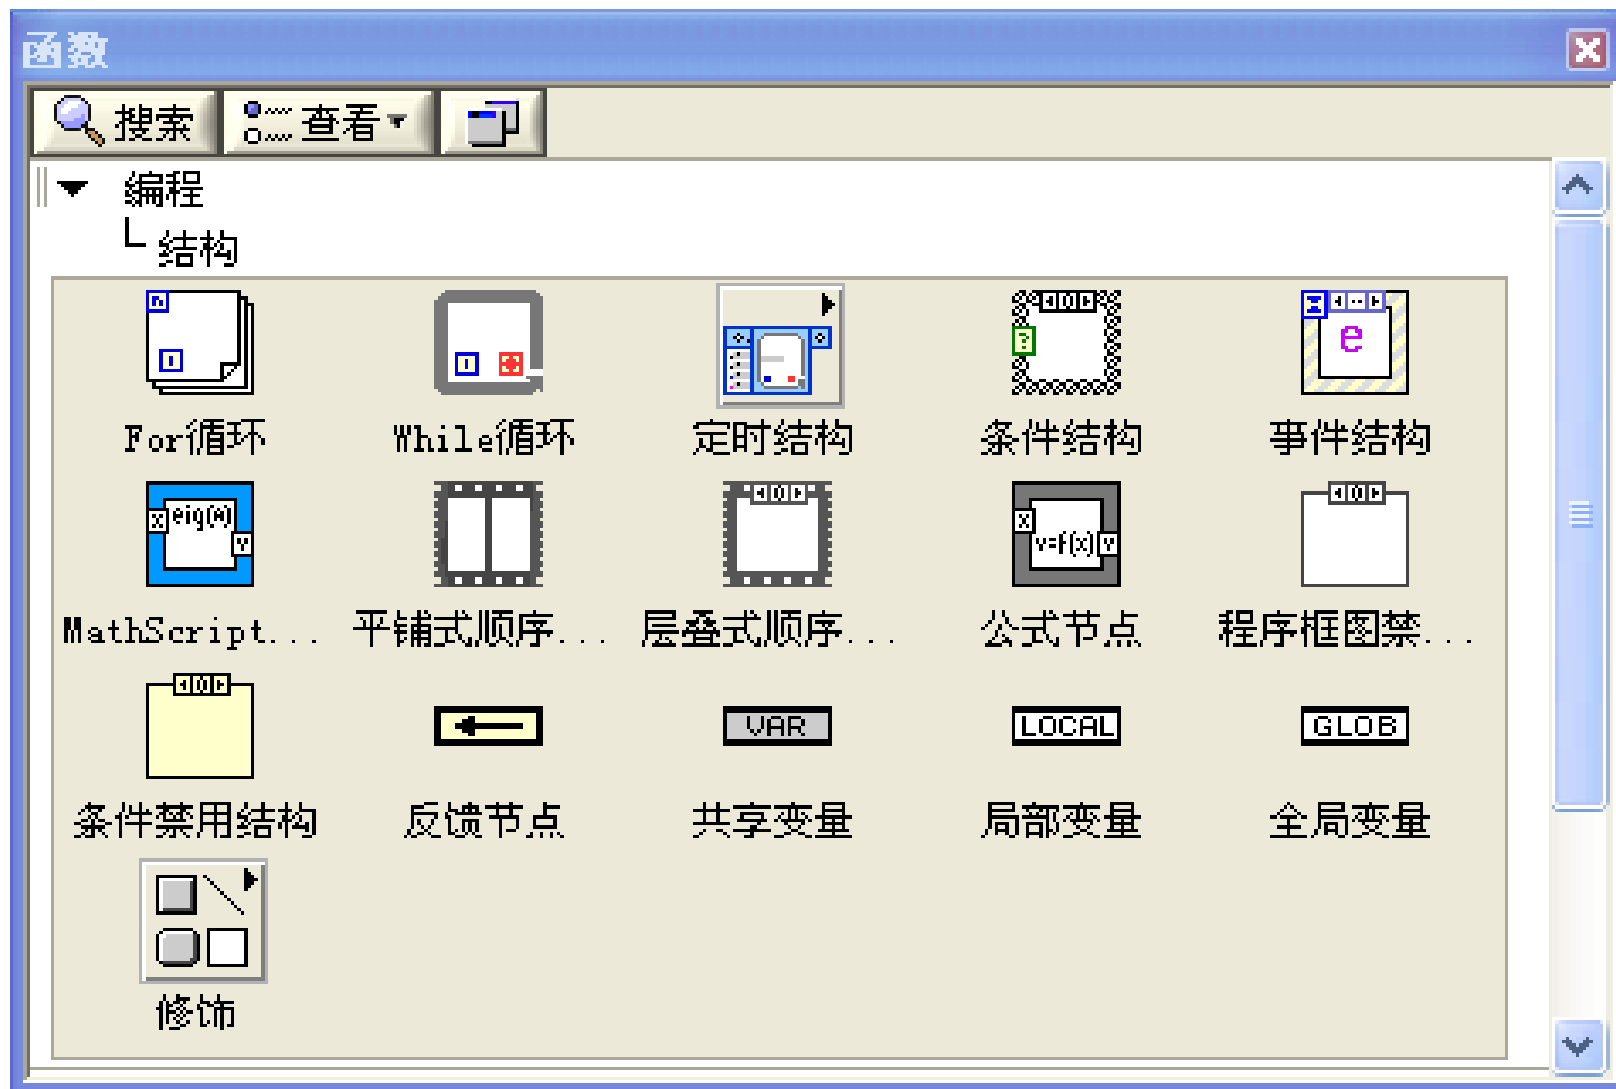 函数
搜索 查看
编程
结构
For循环 While循环 定时结构 条件结构 事件结构
MathScript... 平铺式顺序... 层叠式顺序... 公式节点 程序框图禁...
条件禁用结构 反馈节点 共享变量 局部变量 全局变量
VAR LOCAL GLOB
修饰